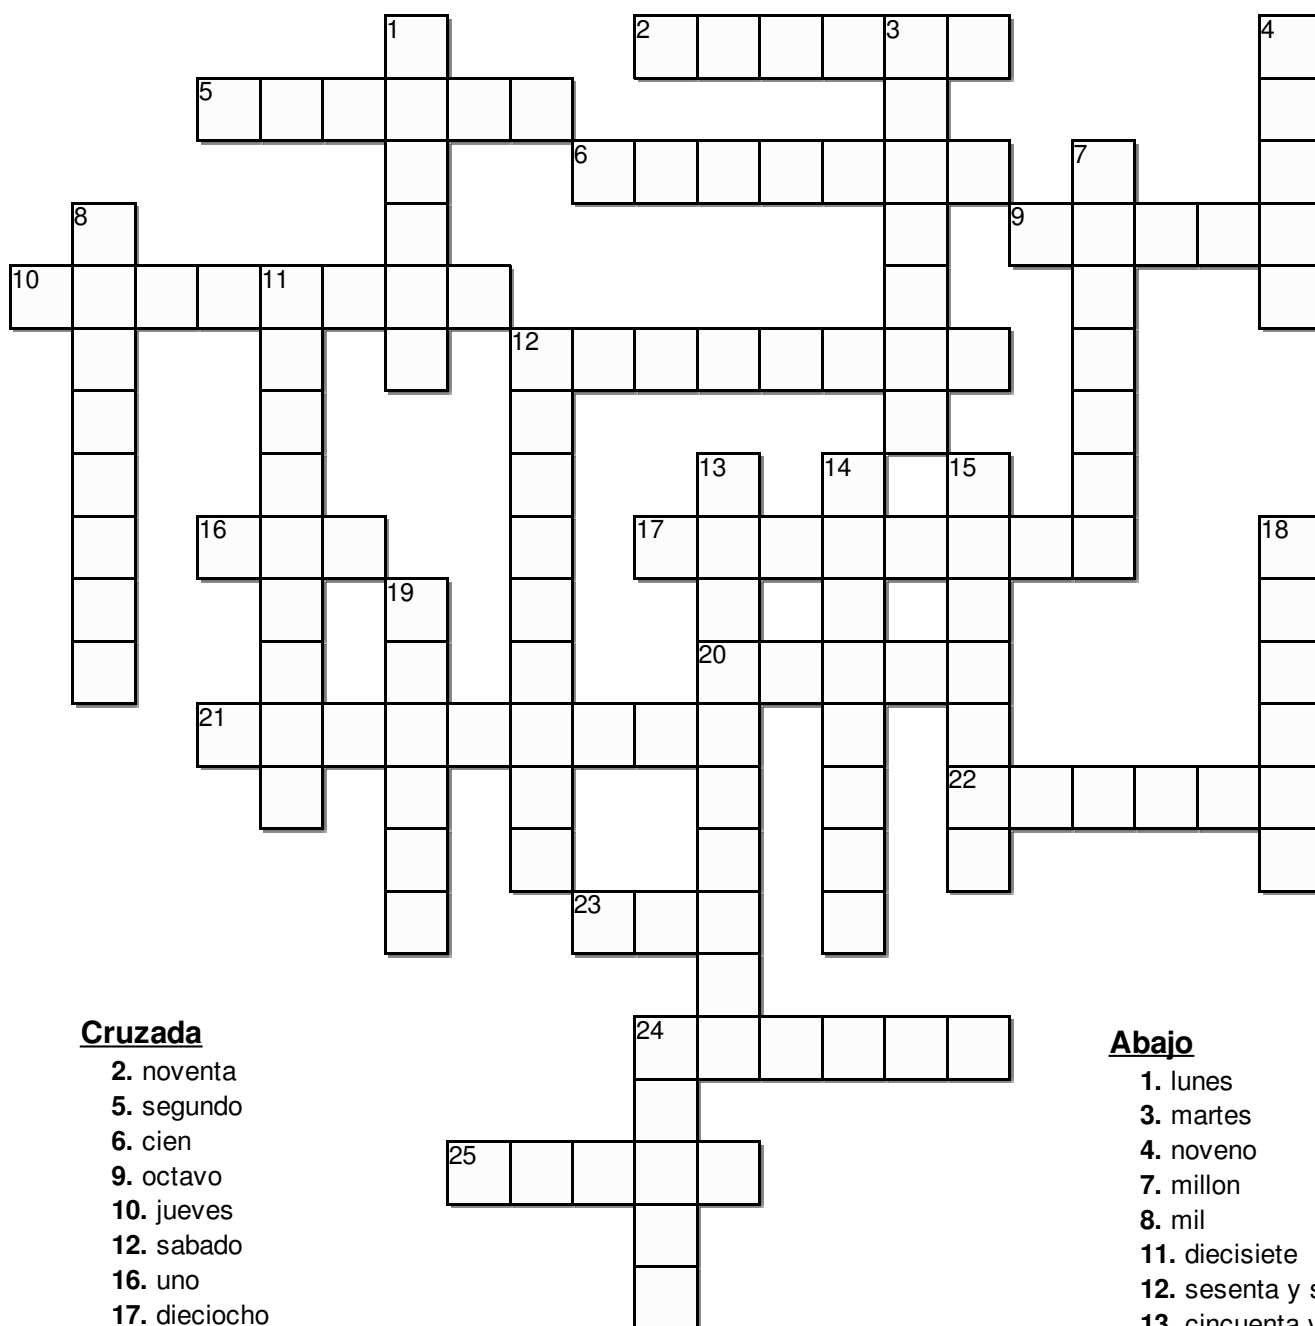 1 2 3 4
5
6 7
8 9
10 11
12
13 14 15
16 17 18
19
20
21
22
23
24
25
Cruzada
2. noventa
5. segundo
6. cien
9. octavo
10. jueves
12. sabado
16. uno
17. dieciocho
Abajo
1. lunes
3. martes
4. noveno
7. millon
8. mil
11. diecisiete
12. sesenta y
13. cincuenta y